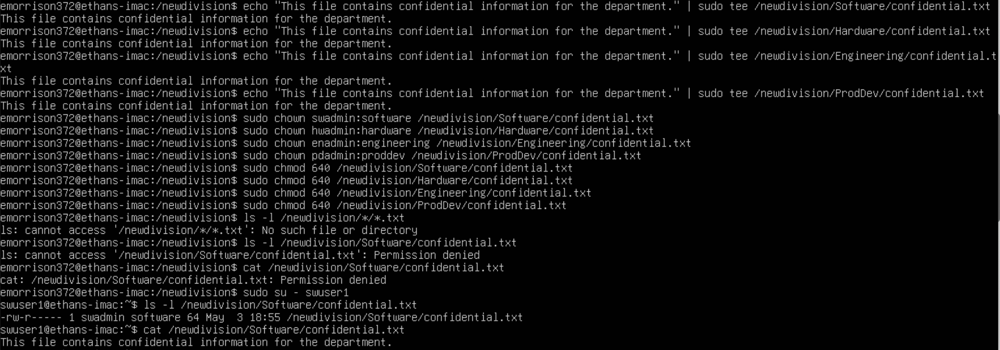 emorrison372@ethans-imac:/newdivision$ echo "This file contains confidential information for the department." | sudo tee /newdivision/Software/confidential.txt
This file contains confidential information for the department.
emorrison372@ethans-imac:/newdivision$ echo "This file contains confidential information for the department." | sudo tee /newdivision/Hardware/confidential.txt
This file contains confidential information for the department.
emorrison372@ethans-imac:/newdivision$ echo "This file contains confidential information for the department." | sudo tee /newdivision/Engineering/confidential.t
xt
This file contains confidential information for the department.
emorrison372@ethans-imac:/newdivision$ echo "This file contains confidential information for the department." | sudo tee /newdivision/ProdDev/confidential.txt
This file contains confidential information for the department.
emorrison372@ethans-imac:/newdivision$ sudo chown swadmin:software /newdivision/Software/confidential.txt
emorrison372@ethans-imac:/newdivision$ sudo chown hwadmin:hardware /newdivision/Hardware/confidential.txt
emorrison372@ethans-imac:/newdivision$ sudo chown enadmin:engineering /newdivision/Engineering/confidential.txt
emorrison372@ethans-imac:/newdivision$ sudo chown pdadmin:proddev /newdivision/ProdDev/confidential.txt
emorrison372@ethans-imac:/newdivision$ sudo chmod 640 /newdivision/Software/confidential.txt
emorrison372@ethans-imac:/newdivision$ sudo chmod 640 /newdivision/Hardware/confidential.txt
emorrison372@ethans-imac:/newdivision$ sudo chmod 640 /newdivision/Engineering/confidential.txt
emorrison372@ethans-imac:/newdivision$ sudo chmod 640 /newdivision/ProdDev/confidential.txt
emorrison372@ethans-imac:/newdivision$ ls -l /newdivision/*/*.txt
ls: cannot access '/newdivision/*/*.txt': No such file or directory
emorrison372@ethans-imac:/newdivision$ ls -l /newdivision/Software/confidential.txt
ls: cannot access '/newdivision/Software/confidential.txt': Permission denied
emorrison372@ethans-imac:/newdivision$ cat /newdivision/Software/confidential.txt
cat: /newdivision/Software/confidential.txt: Permission denied
emorrison372@ethans-imac:/newdivision$ sudo su - swuser1
swuser1@ethans-imac:~$ ls -l /newdivision/Software/confidential.txt
-rw-r----- 1 swadmin software 64 May  3 18:55 /newdivision/Software/confidential.txt
swuser1@ethans-imac:~$ cat /newdivision/Software/confidential.txt
This file contains confidential information for the department.